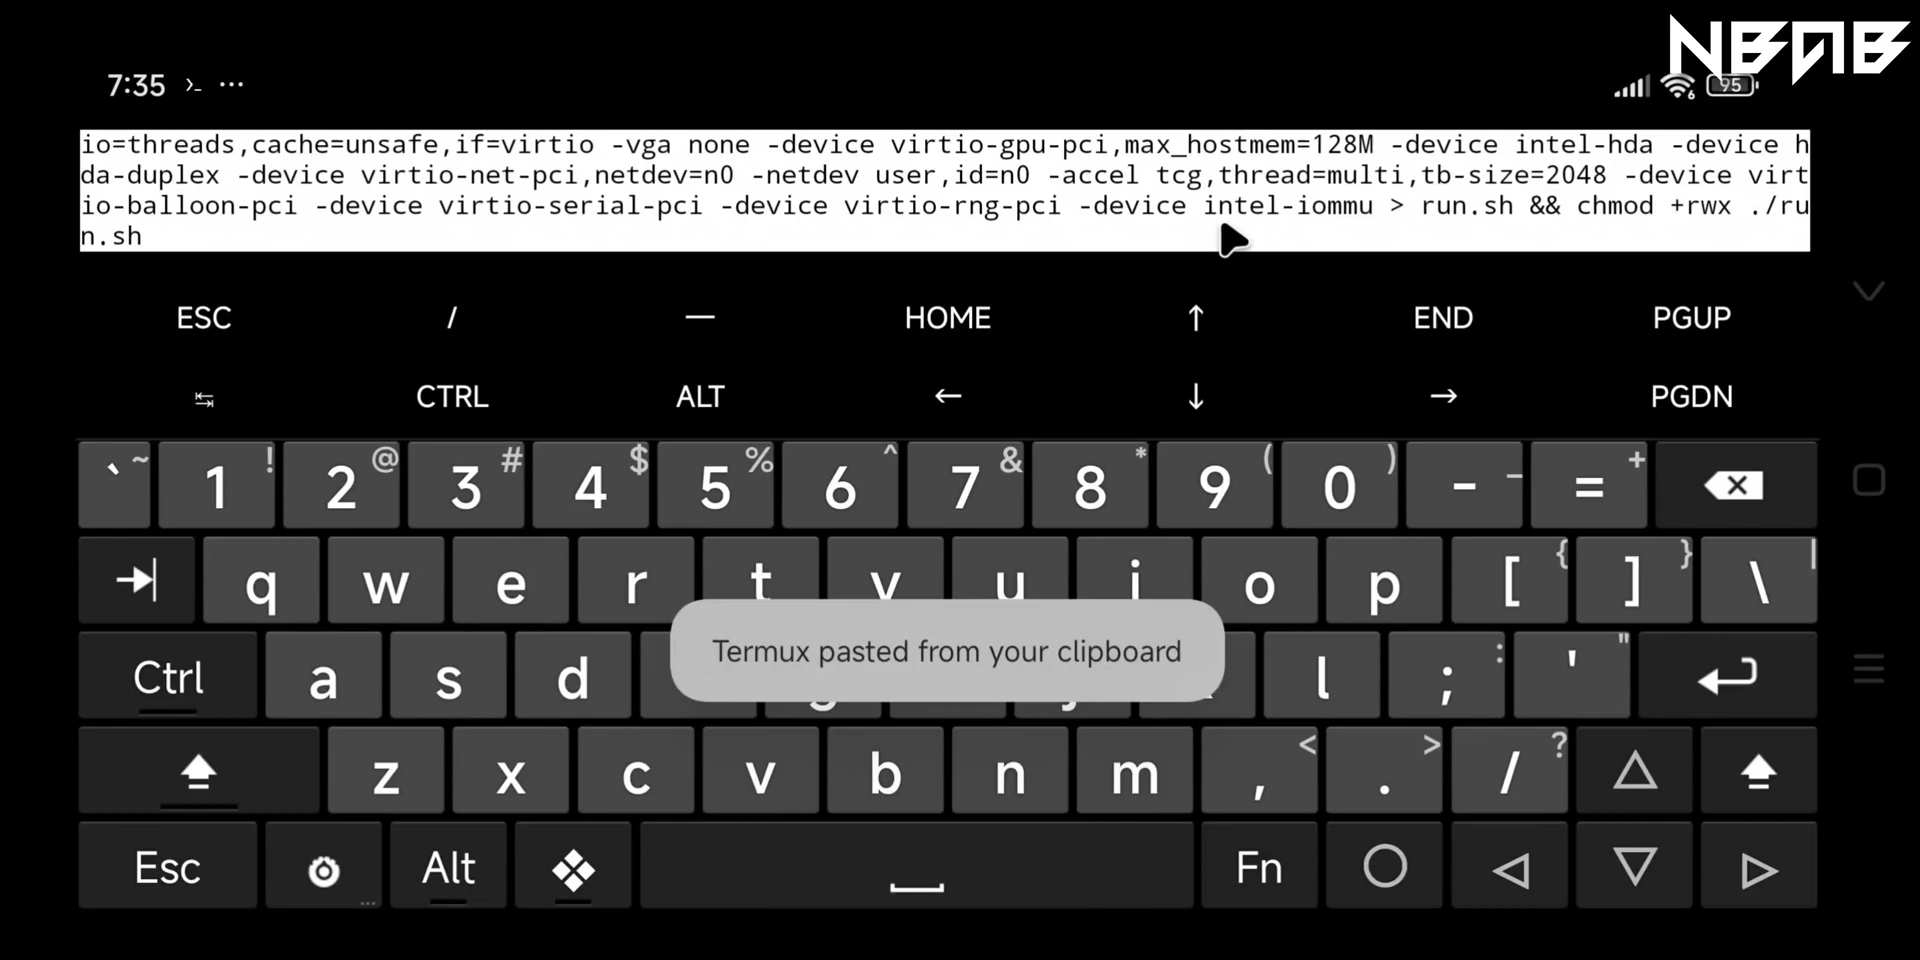 NBAB
7:35 ›_ ...
6 95
io=threads,cache=unsafe,if=virtio -vga none -device virtio-gpu-pci,max_hostmem=128M -device intel-hda -device h
da-duplex -device virtio-net-pci,netdev=n0 -netdev user,id=n0 -accel tcg,thread=multi,tb-size=2048 -device virt
io-balloon-pci -device virtio-serial-pci -device virtio-rng-pci -device intel-iommu > run.sh && chmod +rwx ./ru
n.sh
ESC / — HOME ↑ END PGUP
↹ CTRL ALT ← ↓ → PGDN
` ~ 1 ! 2 @ 3 # 4 $ 5 % 6 ^ 7 & 8 * 9 ( 0 ) - _ = +
q w e r t y u i o p [ { ] } \ |
Termux pasted from your clipboard
Ctrl a s d l ; : ' "
z x c v b n m , < . > / ?
Esc Alt Fn